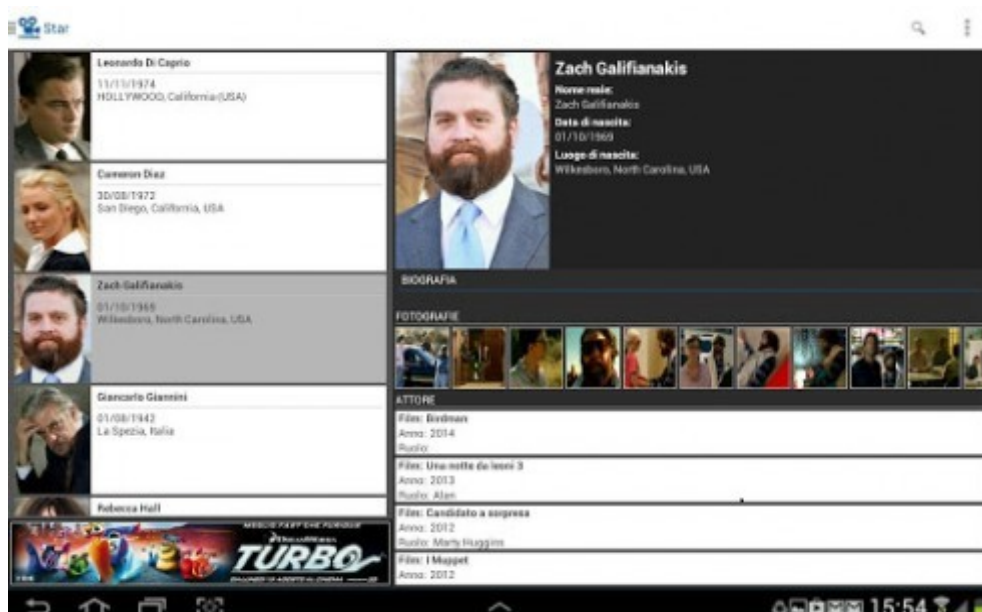 Star
Leonardo Di Caprio
11/11/1974
HOLLYWOOD, California (USA)
Cameron Diaz
30/08/1972
San Diego, California, USA
Zach Galifianakis
01/10/1969
Wilkesboro, North Carolina, USA
Giancarlo Giannini
01/08/1942
La Spezia, Italia
Rebecca Hall
DREAMWORKS
TURBO
Zach Galifianakis
Nome reale:
Zach Galifianakis
Data di nascita:
01/10/1969
Luogo di nascita:
Wilkesboro, North Carolina, USA
BIOGRAFIA
FOTOGRAFIE
ATTORE
Film: Birdman
Anno: 2014
Ruolo:
Film: Una notte da leoni 3
Anno: 2013
Ruolo: Alan
Film: Candidato a sorpresa
Anno: 2012
Ruolo: Marty Huggins
Film: I Muppet
Anno: 2012
15:54